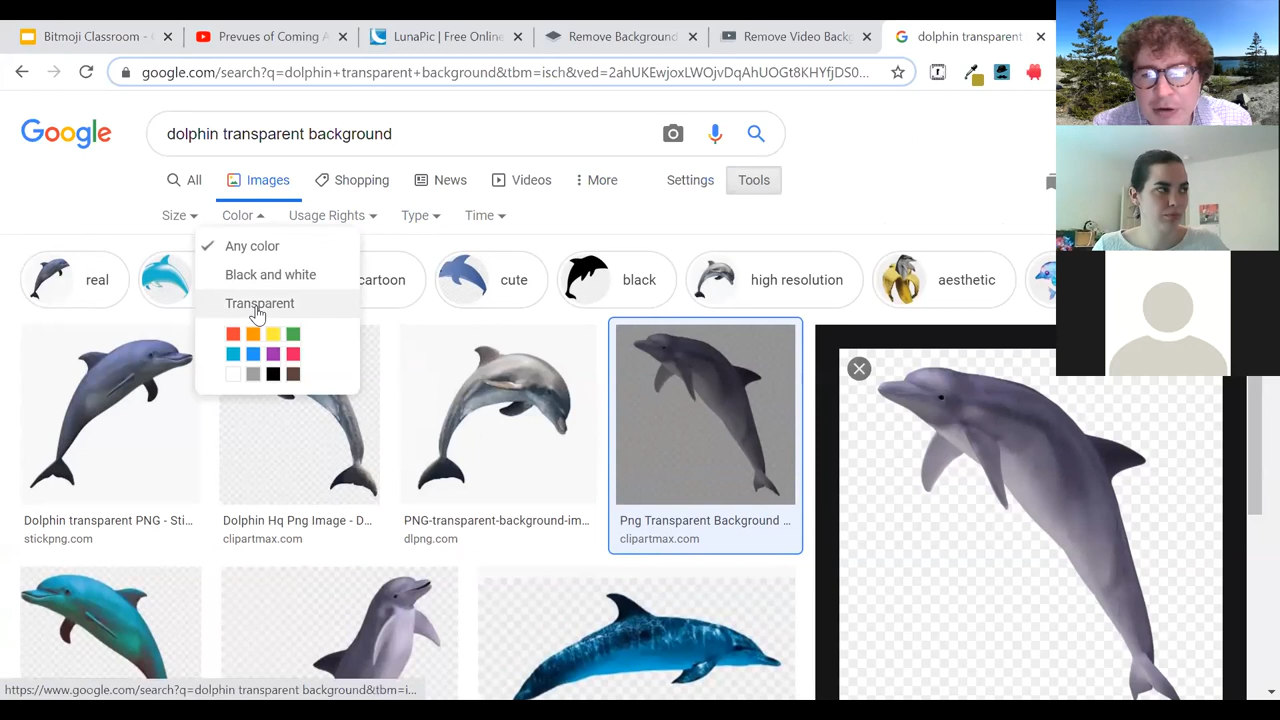 Bitmoji Classroom -
Prevues of Coming A
LunaPic | Free Online
Remove Background
Remove Video Back
dolphin transparent
google.com/search?q=dolphin+transparent+background&tbm=isch&ved=2ahUKEwjoxLWOjvDqAhUOGt8KHYfjDS0...
Google
dolphin transparent background
All
Images
Shopping
News
Videos
More
Settings
Tools
Size
Color
Usage Rights
Type
Time
Any color
Black and white
Transparent
real
cartoon
cute
black
high resolution
aesthetic
Dolphin transparent PNG - Sti...
stickpng.com
Dolphin Hq Png Image - D...
clipartmax.com
PNG-transparent-background-im...
dlpng.com
Png Transparent Background ...
clipartmax.com
https://www.google.com/search?q=dolphin transparent background&tbm=i...